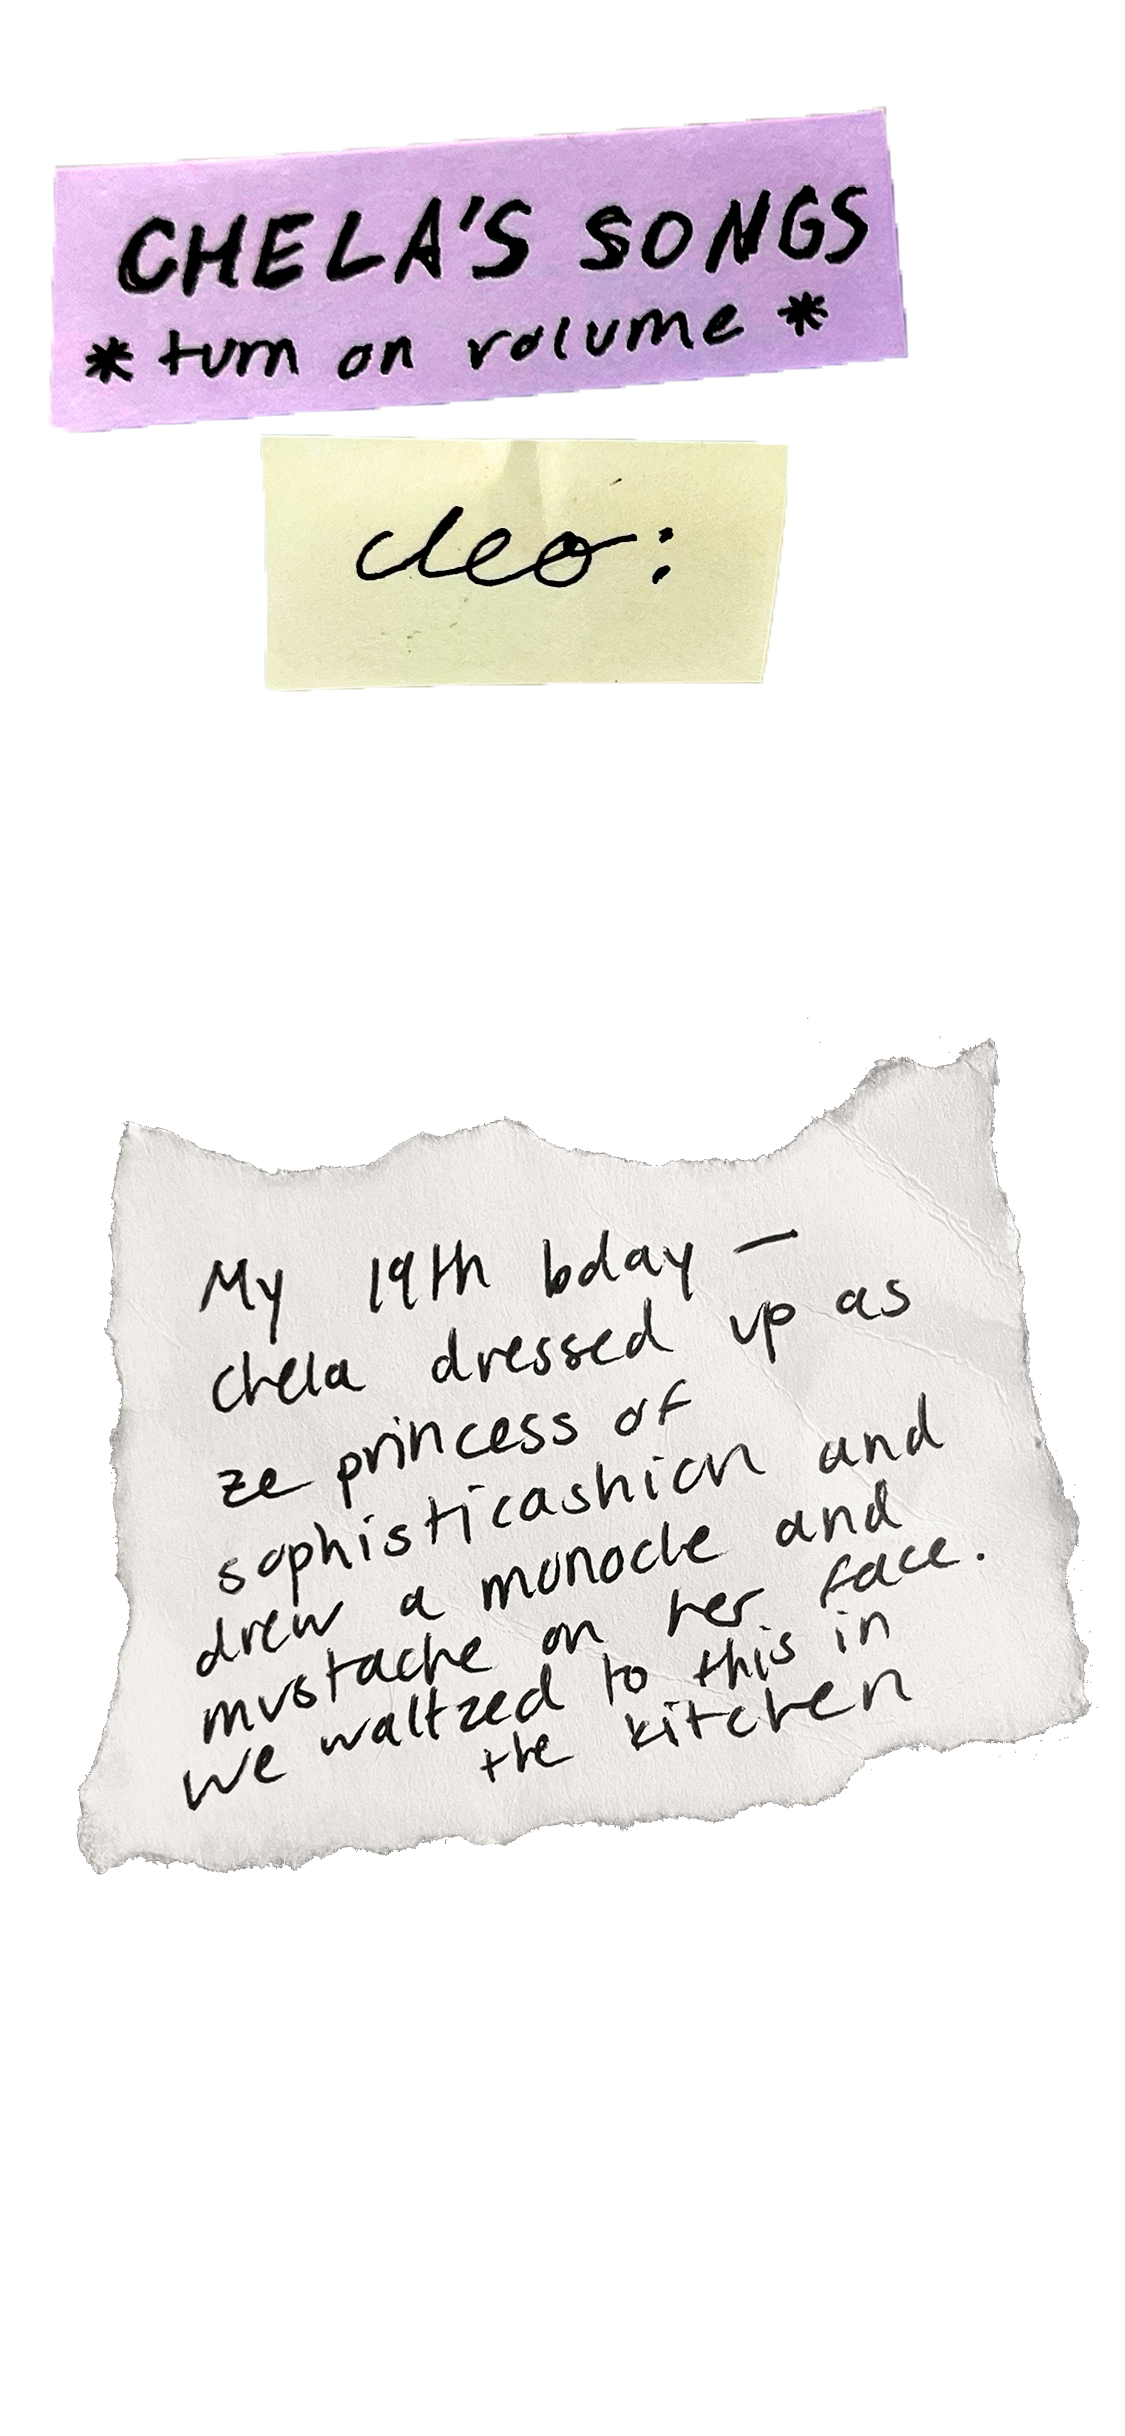 CHELA'S SONGS
* turn on volume *
cleo:
My 19th bday —
chela dressed up as
ze princess of
sophisticashion and
drew a monocle and
mustache on her face.
we waltzed to this in
the kitchen